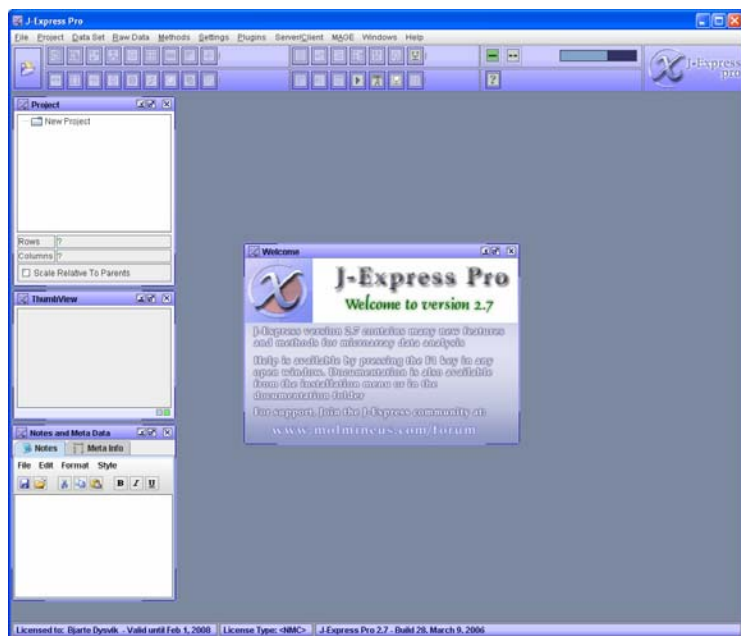 J-Express Pro
File Project Data Set Raw Data Methods Settings Plugins Server/Client MAGE Windows Help
J-Express
pro
Project
New Project
Rows ?
Columns ?
Scale Relative To Parents
ThumbView
Notes and Meta Data
Notes Meta Info
File Edit Format Style
B I U
Welcome
J-Express Pro
Welcome to version 2.7
J-Express version 2.7 contains many new features
and methods for microarray data analysis
Help is available by pressing the F1 key in any
open window. Documentation is also available
from the installation menu or in the
documentation folder
For support, join the J-Express community at:
www.molmineus.com/forum
Licensed to: Bjarte Dysvik - Valid until Feb 1, 2008 License Type: <NMC> J-Express Pro 2.7 - Build 28, March 9, 2006